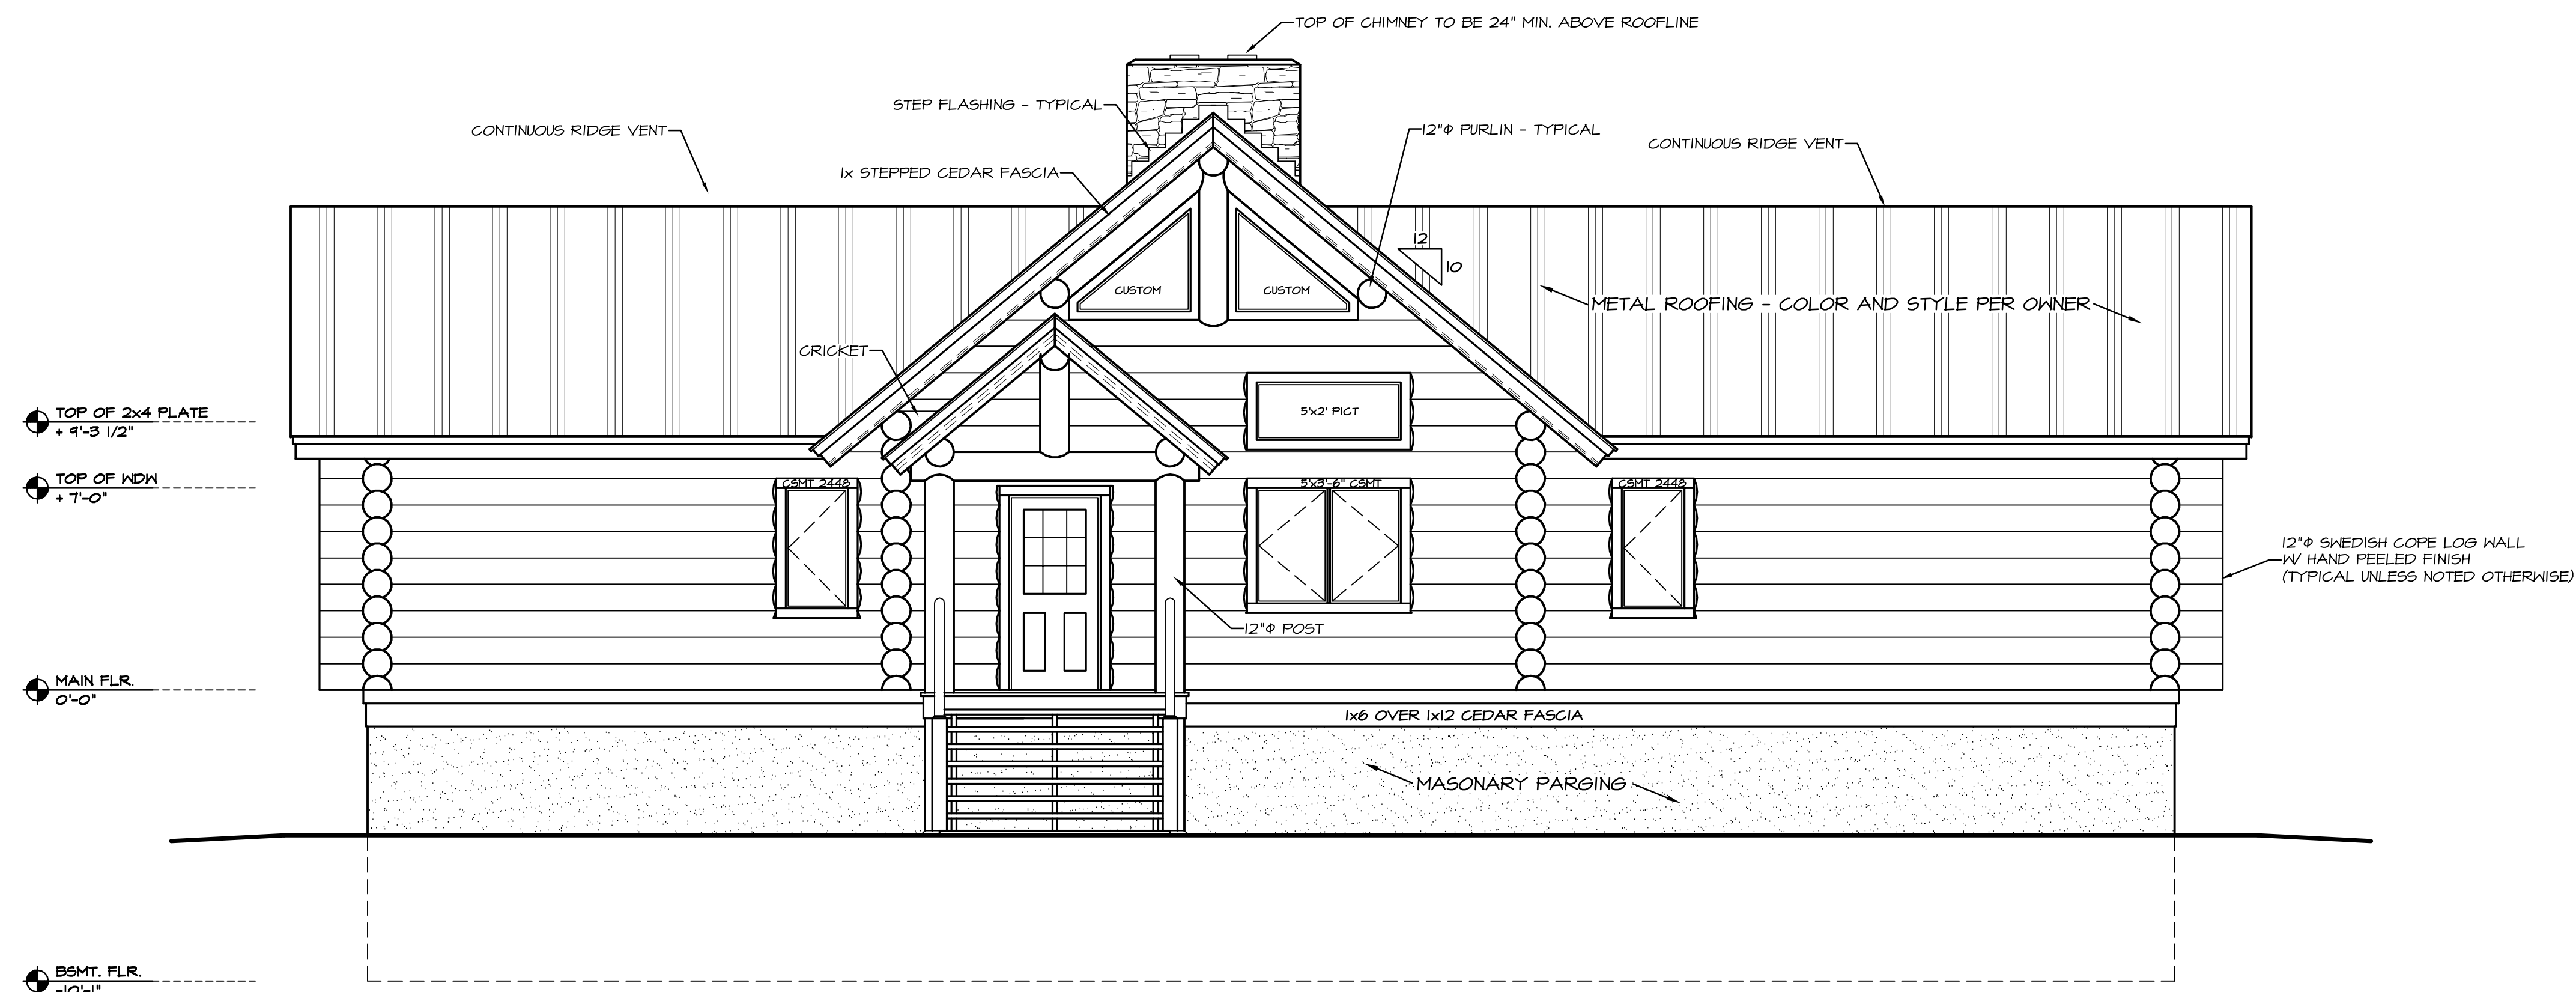 TOP OF CHIMNEY TO BE 24" MIN. ABOVE ROOFLINE
STEP FLASHING - TYPICAL
CONTINUOUS RIDGE VENT
12"Φ PURLIN - TYPICAL
CONTINUOUS RIDGE VENT
1x STEPPED CEDAR FASCIA
12
10
CUSTOM
CUSTOM
METAL ROOFING - COLOR AND STYLE PER OWNER
CRICKET
TOP OF 2x4 PLATE
+ 9'-3 1/2"
5'x2' PICT
TOP OF WDW
+ 7'-0"
CSMT 2448
5'x3'-6" CSMT
CSMT 2448
12"Φ SWEDISH COPE LOG WALL
W/ HAND PEELED FINISH
(TYPICAL UNLESS NOTED OTHERWISE)
12"Φ POST
MAIN FLR.
0'-0"
1x6 OVER 1x12 CEDAR FASCIA
MASONARY PARGING
BSMT. FLR.
-10'-1"